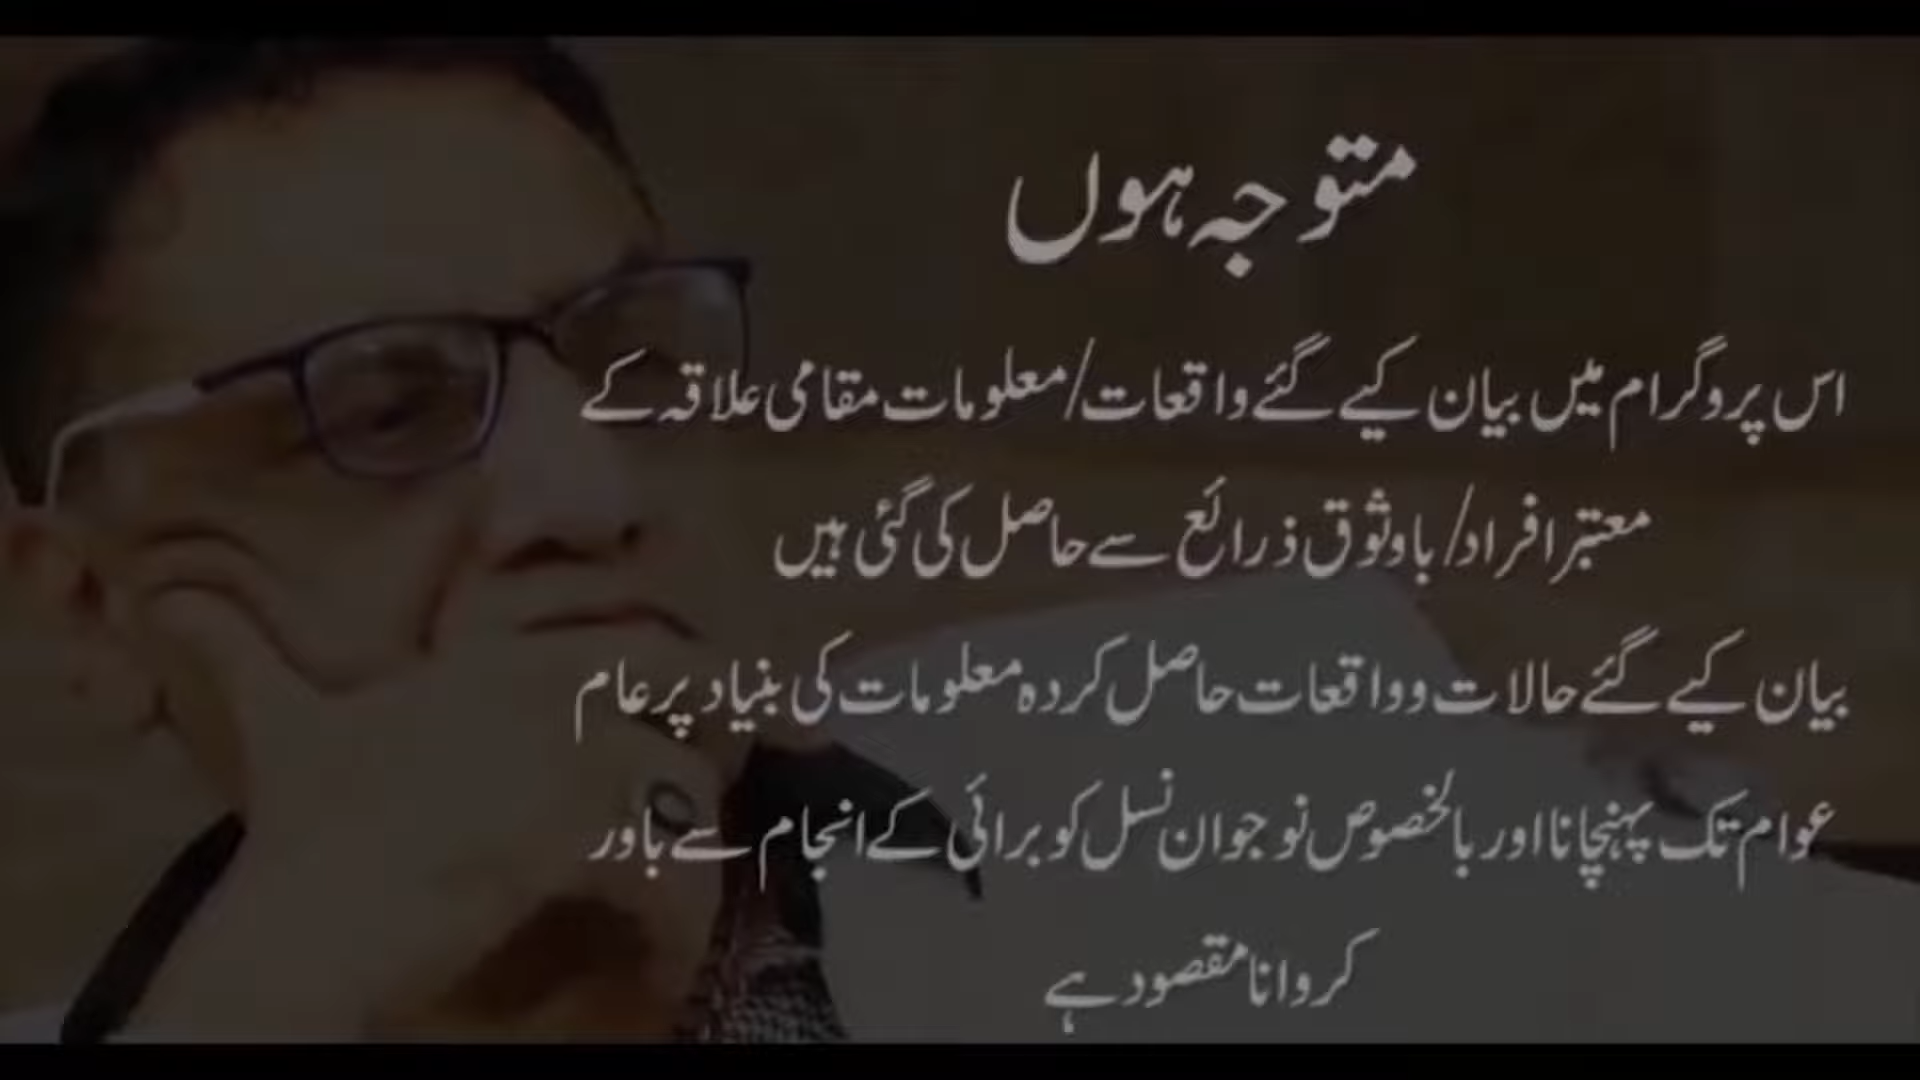 متوجہ ہوں
اس پروگرام میں بیان کیے گئے واقعات/معلومات مقامی علاقہ کے
معتبر افراد/باوثوق ذرائع سے حاصل کی گئی ہیں
بیان کیے گئے حالات و واقعات حاصل کردہ معلومات کی بنیاد پر عام
عوام تک پہنچانا اور بالخصوص نوجوان نسل کو برائی کے انجام سے باور
کروانا مقصود ہے